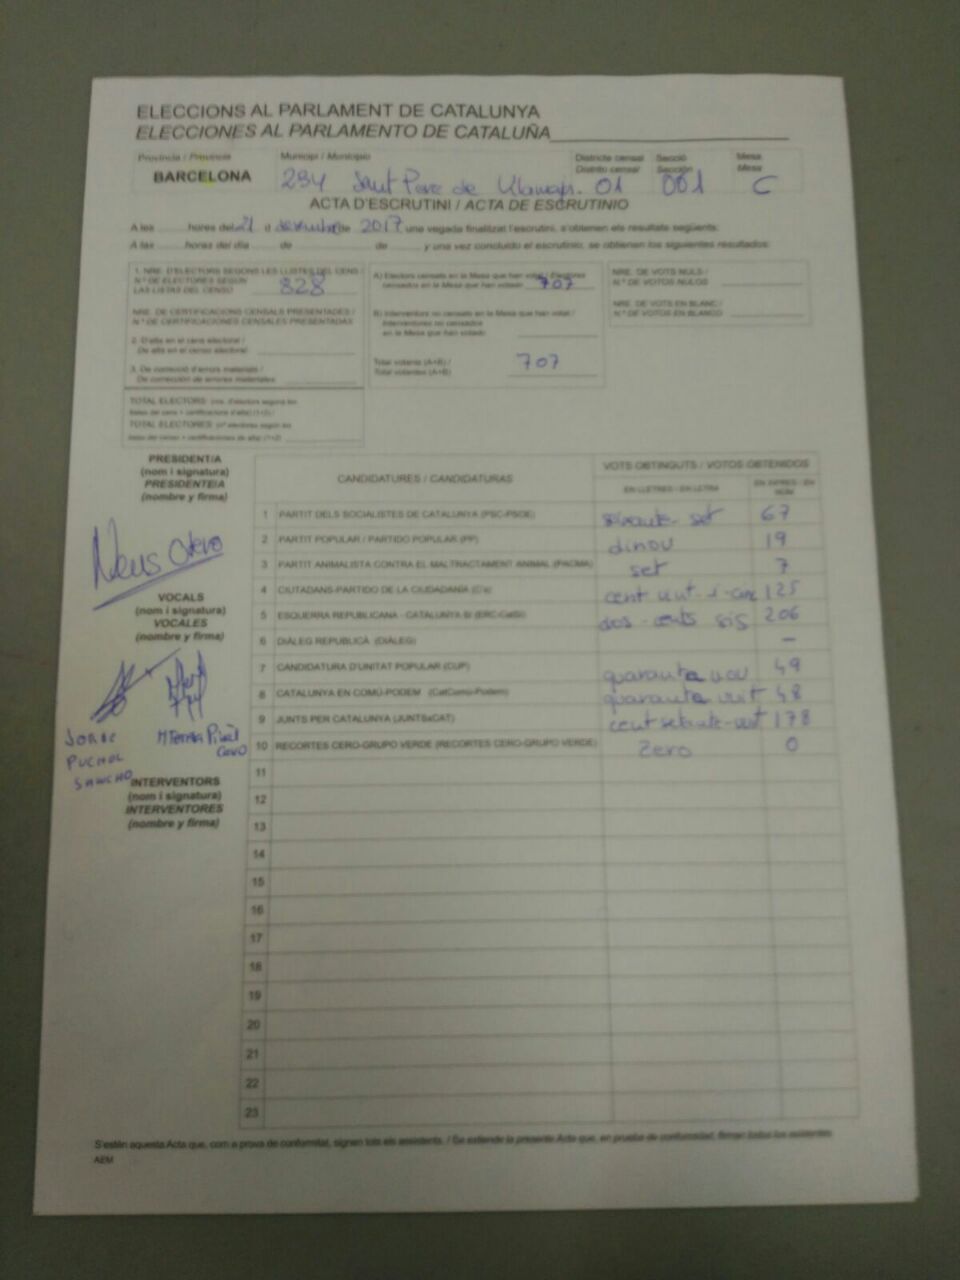 ELECCIONS AL PARLAMENT DE CATALUNYA
ELECCIONES AL PARLAMENTO DE CATALUÑA
Província / Provincia Municipi / Municipio Districte censal Secció Mesa
Distrito censal Sección Mesa
BARCELONA 234 Sant Pere de 01 001 C
ACTA D'ESCRUTINI / ACTA DE ESCRUTINIO
A les hores del 21 d desembre de 2017 una vegada finalitzat l'escrutini, s'obtenen els resultats següents:
A las hores del día de de y una vez concluido el escrutinio, se obtienen los siguientes resultados:
1. NRE. D'ELECTORS SEGONS LES LLISTES DEL CENS /
N.º DE ELECTORES SEGÚN
LAS LISTAS DEL CENSO 828
NRE. DE CERTIFICACIONS CENSALS PRESENTADES /
N.º DE CERTIFICACIONES CENSALES PRESENTADAS
2. D'alta en el cens electoral /
De alta en el censo electoral
3. De correcció d'errors materials /
De corrección de errores materiales
TOTAL ELECTORS: (nre. d'electors segons les
llistes del cens + certificacions d'alta) (1+2) /
TOTAL ELECTORES: (nº electores según las
listas del censo + certificaciones de alta) (1+2)
A) Electors censats en la Mesa que han votat / Electores
censados en la Mesa que han votado 707
B) Interventors no censats en la Mesa que han votat /
Interventores no censados
en la Mesa que han votado
Total votants (A+B) /
Total votantes (A+B) 707
NRE. DE VOTS NULS /
N.º DE VOTOS NULOS
NRE. DE VOTS EN BLANC /
N.º DE VOTOS EN BLANCO
PRESIDENT/A
(nom i signatura)
PRESIDENTE/A
(nombre y firma)
Neus Otero
VOCALS
(nom i signatura)
VOCALES
(nombre y firma)
JORGE
PUCHOL
SANCHO
INTERVENTORS
(nom i signatura)
INTERVENTORES
(nombre y firma)
CANDIDATURES / CANDIDATURAS VOTS OBTINGUTS / VOTOS OBTENIDOS
EN LLETRES - EN LETRA EN XIFRES - EN NÚM
1 PARTIT DELS SOCIALISTES DE CATALUNYA (PSC-PSOE) set 67
2 PARTIT POPULAR / PARTIDO POPULAR (PP) dinou 19
3 PARTIT ANIMALISTA CONTRA EL MALTRACTAMENT ANIMAL (PACMA) set 7
4 CIUTADANS-PARTIDO DE LA CIUDADANÍA (C's) cent vint-i-cinc 125
5 ESQUERRA REPUBLICANA - CATALUNYA SÍ (ERC-CatSí) dos-cents sis 206
6 DIÀLEG REPUBLICÀ (DIÀLEG) -
7 CANDIDATURA D'UNITAT POPULAR (CUP) quaranta nou 49
8 CATALUNYA EN COMÚ-PODEM (CatComú-Podem) quaranta vuit 48
9 JUNTS PER CATALUNYA (JUNTSxCAT) cent setanta-vuit 178
10 RECORTES CERO-GRUPO VERDE (RECORTES CERO-GRUPO VERDE) Zero 0
11
12
13
14
15
16
17
18
19
20
21
22
23
S'estén aquesta Acta que, com a prova de conformitat, signen tots els assistents. / Se extiende la presente Acta que, en prueba de conformidad, firman todos los asistentes
AEM